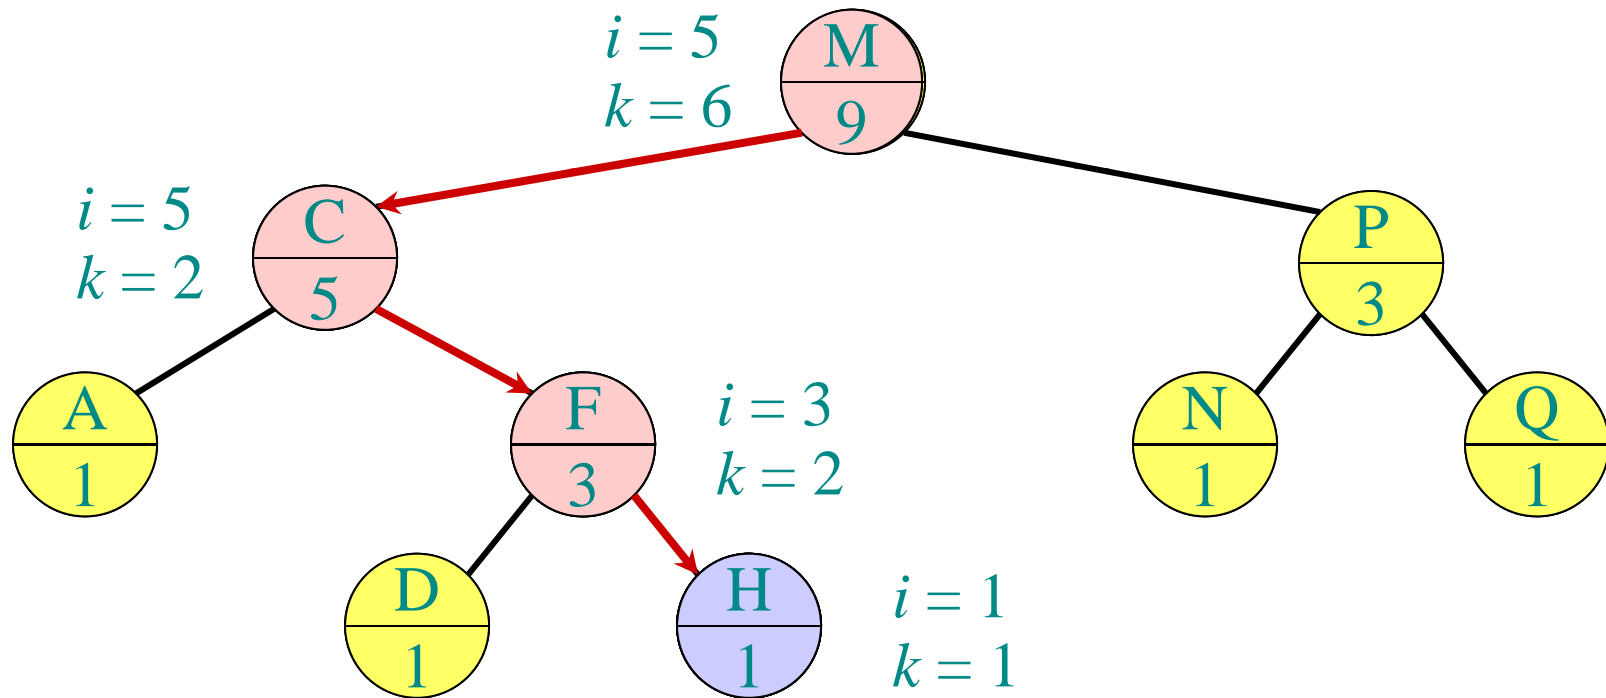 i = 5
k = 6
M
9
i = 5
k = 2
C
5
P
3
A
1
F
3
i = 3
k = 2
N
1
Q
1
D
1
H
1
i = 1
k = 1